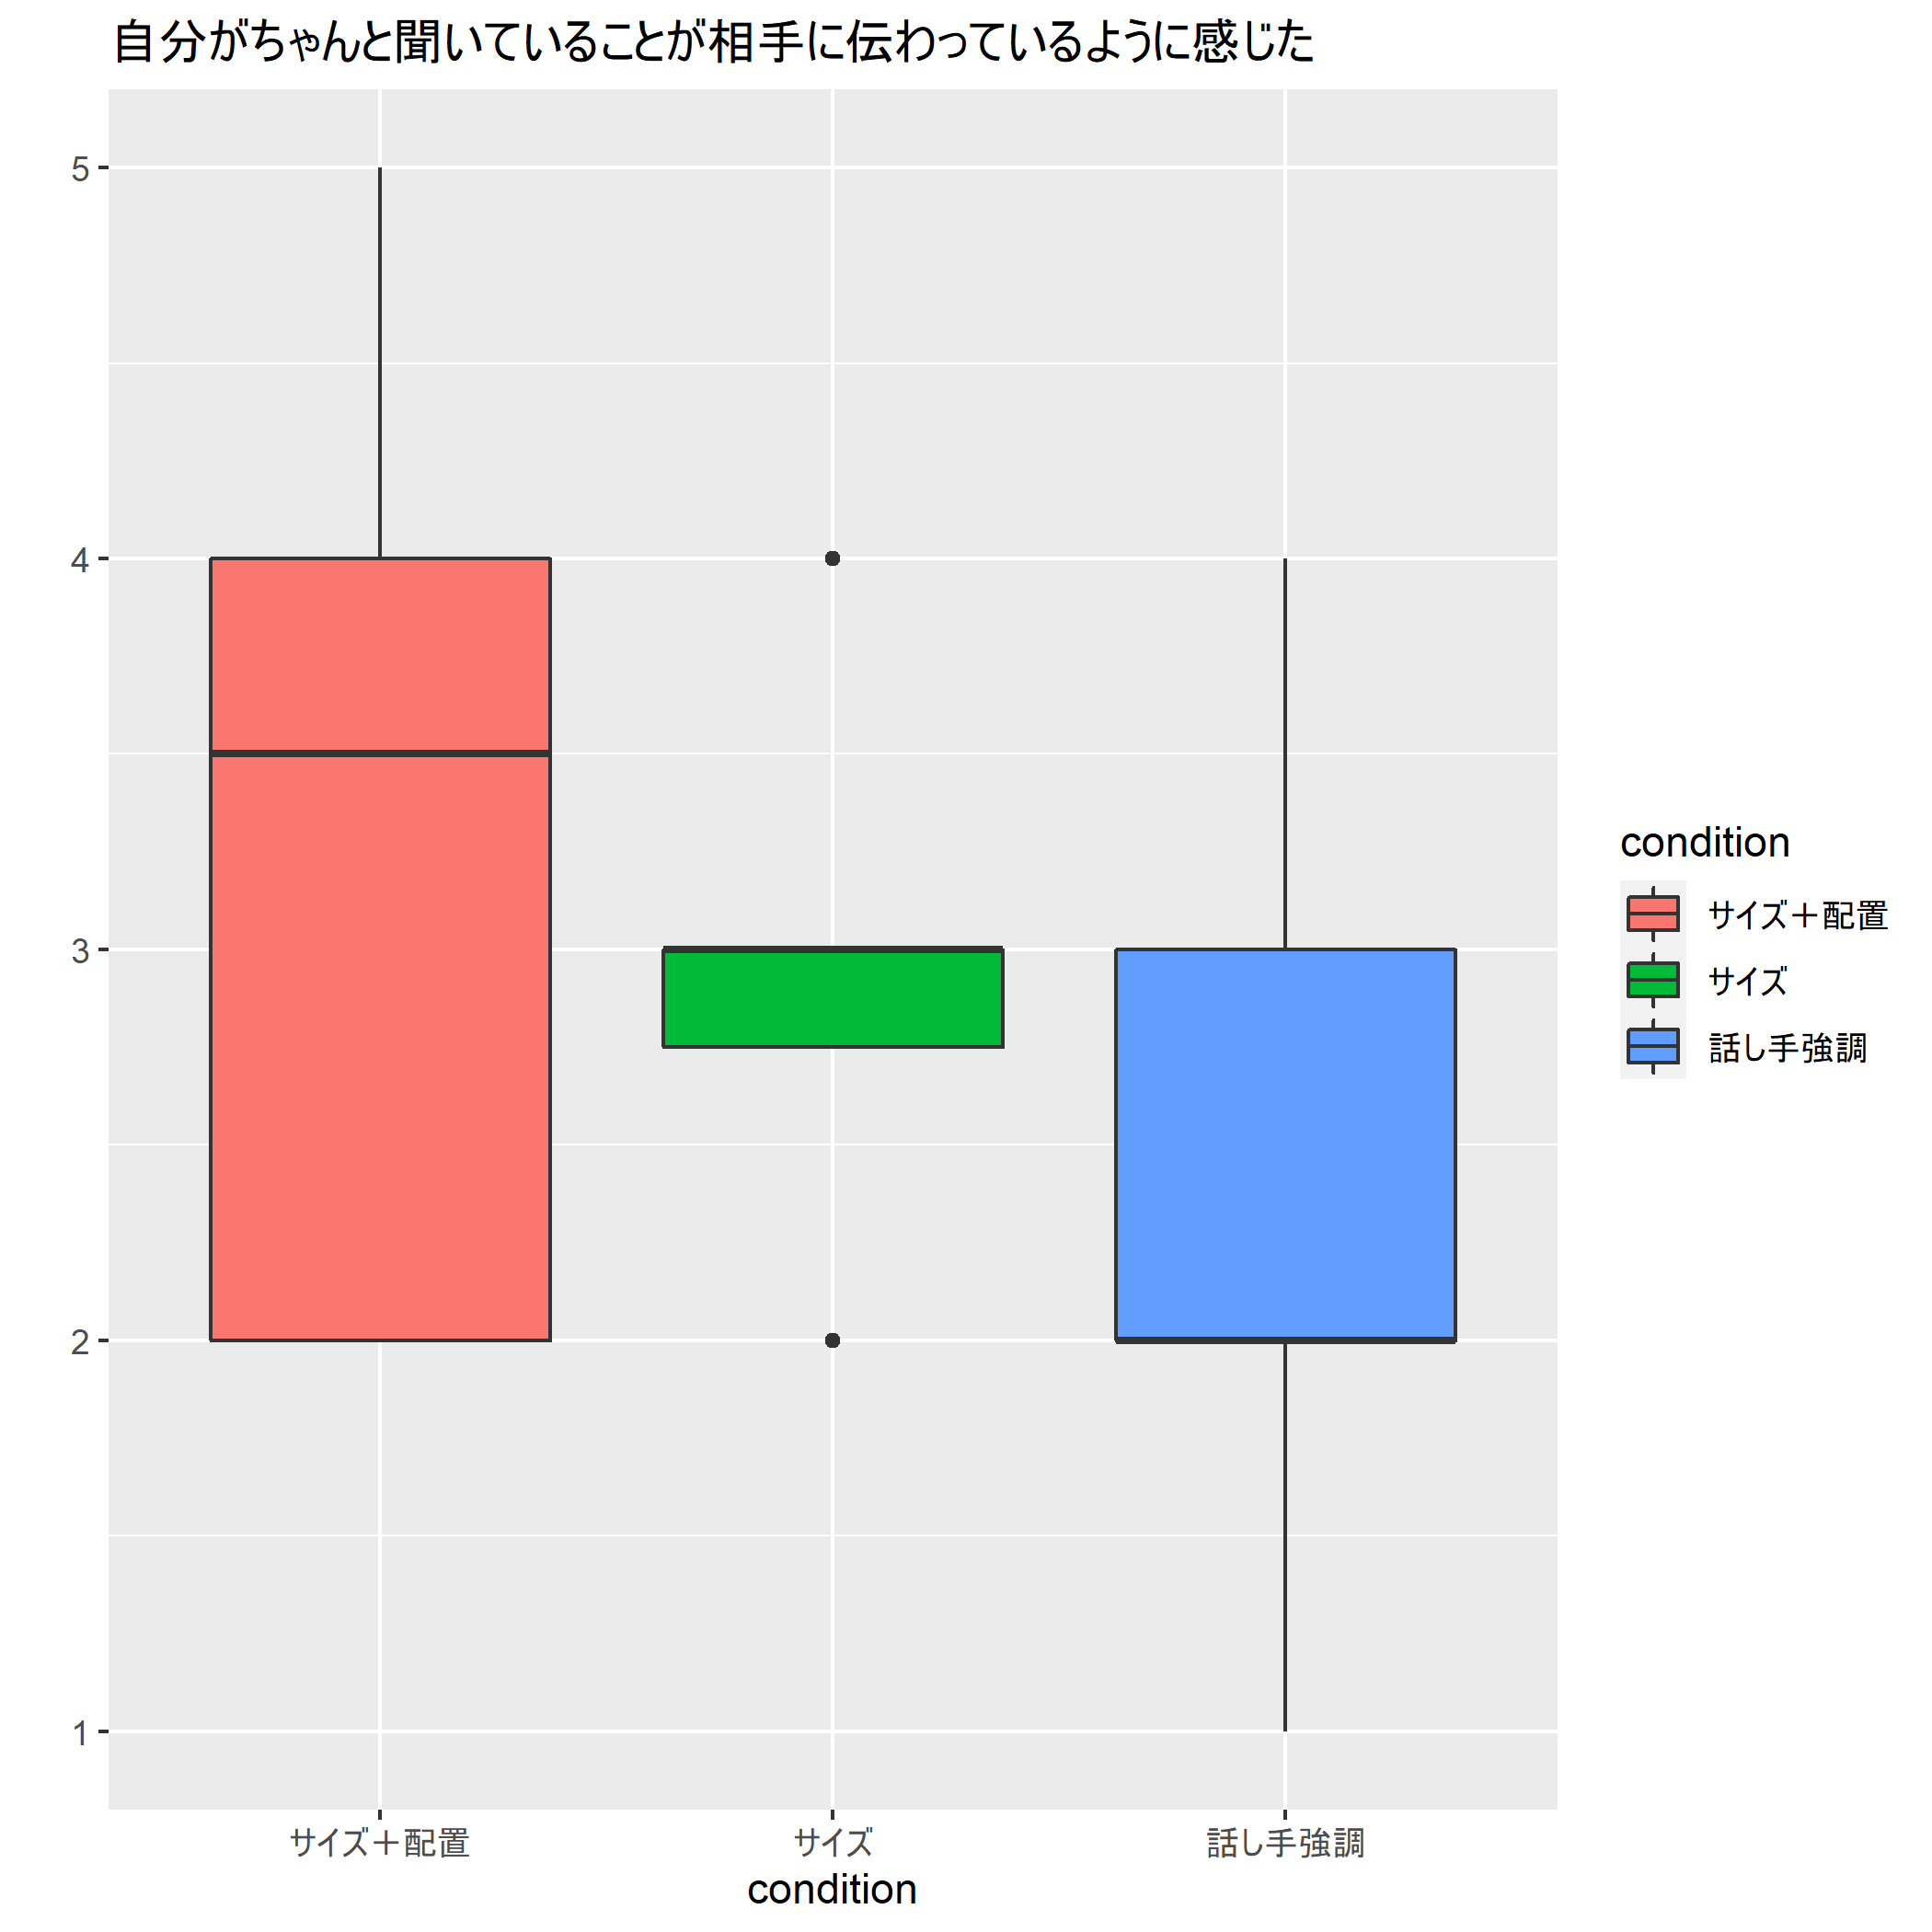 自分がちゃんと聞いていることが相手に伝わっているように感じた
5
4
3
2
1
サイズ＋配置
サイズ
話し手強調
condition
condition
サイズ＋配置
サイズ
話し手強調